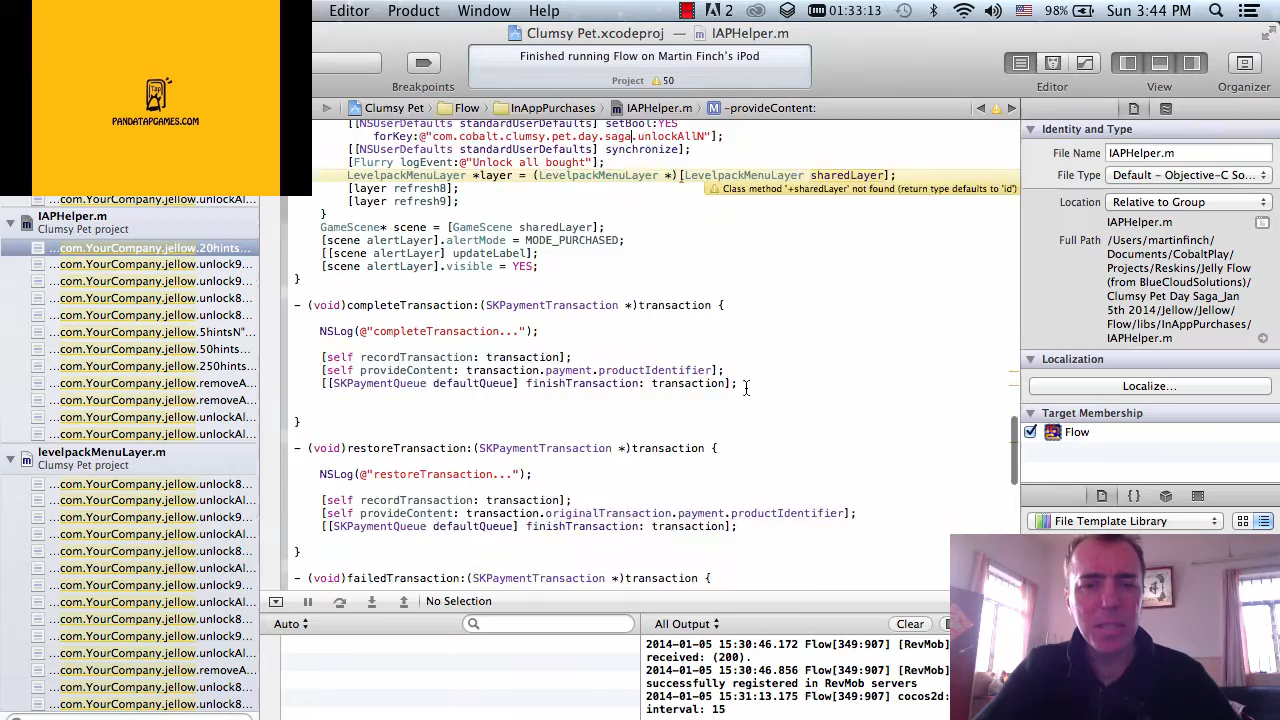 Editor Product Window Help A 2 01:33:13 98% Sun 3:44 PM
Clumsy Pet.xcodeproj — IAPHelper.m
Finished running Flow on Martin Finch's iPod
Project 50
Breakpoints Editor View Organizer
Clumsy Pet Flow InAppPurchases IAPHelper.m M -provideContent:
Tap
PANDATAPGAMES.COM
[[NSUserDefaults standardUserDefaults] setBool:YES
forKey:@"com.cobalt.clumsy.pet.day.saga.unlockAllN"];
[[NSUserDefaults standardUserDefaults] synchronize];
[Flurry logEvent:@"Unlock all bought"];
LevelpackMenuLayer *layer = (LevelpackMenuLayer *)[LevelpackMenuLayer sharedLayer];
Class method '+sharedLayer' not found (return type defaults to 'id')
[layer refresh8];
[layer refresh9];
}
GameScene* scene = [GameScene sharedLayer];
[scene alertLayer].alertMode = MODE_PURCHASED;
[[scene alertLayer] updateLabel];
[scene alertLayer].visible = YES;
}
- (void)completeTransaction:(SKPaymentTransaction *)transaction {
NSLog(@"completeTransaction...");
[self recordTransaction: transaction];
[self provideContent: transaction.payment.productIdentifier];
[[SKPaymentQueue defaultQueue] finishTransaction: transaction];
}
- (void)restoreTransaction:(SKPaymentTransaction *)transaction {
NSLog(@"restoreTransaction...");
[self recordTransaction: transaction];
[self provideContent: transaction.originalTransaction.payment.productIdentifier];
[[SKPaymentQueue defaultQueue] finishTransaction: transaction];
}
- (void)failedTransaction:(SKPaymentTransaction *)transaction {
...com.YourCompany.jellow.unlockAl...
IAPHelper.m
Clumsy Pet project
...com.YourCompany.jellow.20hints...
...com.YourCompany.jellow.unlock9...
...com.YourCompany.jellow.unlock9...
...com.YourCompany.jellow.unlock8...
...com.YourCompany.jellow.unlock8...
...com.YourCompany.jellow.5hintsN"...
...com.YourCompany.jellow.50hints...
...com.YourCompany.jellow.250hints...
...com.YourCompany.jellow.removeA...
...com.YourCompany.jellow.removeA...
...com.YourCompany.jellow.unlockAl...
...com.YourCompany.jellow.unlockAl...
levelpackMenuLayer.m
Clumsy Pet project
...com.YourCompany.jellow.unlock8...
...com.YourCompany.jellow.unlockAl...
...com.YourCompany.jellow.unlock9...
...com.YourCompany.jellow.unlockAl...
...com.YourCompany.jellow.unlock8...
...com.YourCompany.jellow.unlockAl...
...com.YourCompany.jellow.unlock9...
...com.YourCompany.jellow.unlockAl...
...com.YourCompany.jellow.unlock8...
...com.YourCompany.jellow.unlock9...
...com.YourCompany.jellow.unlockAl...
...com.YourCompany.jellow.removeA...
...com.YourCompany.jellow.unlock8...
...com.YourCompany.jellow.unlock8...
Identity and Type
File Name IAPHelper.m
File Type Default - Objective-C So...
Location Relative to Group
IAPHelper.m
Full Path /Users/martinfinch/
Documents/CobaltPlay/
Projects/Reskins/Jelly Flow
(from BlueCloudSolutions)/
Clumsy Pet Day Saga_Jan
5th 2014/Jellow/Jellow/
Flow/libs/InAppPurchases/
IAPHelper.m
Localization
Localize...
Target Membership
Flow
File Template Library
No Selection
Auto All Output Clear
2014-01-05 15:30:46.172 Flow[349:907] [RevMob]
received: (200).
2014-01-05 15:30:46.856 Flow[349:907] [RevMob]
successfully registered in RevMob servers
2014-01-05 15:31:13.175 Flow[349:907] cocos2d:
interval: 15